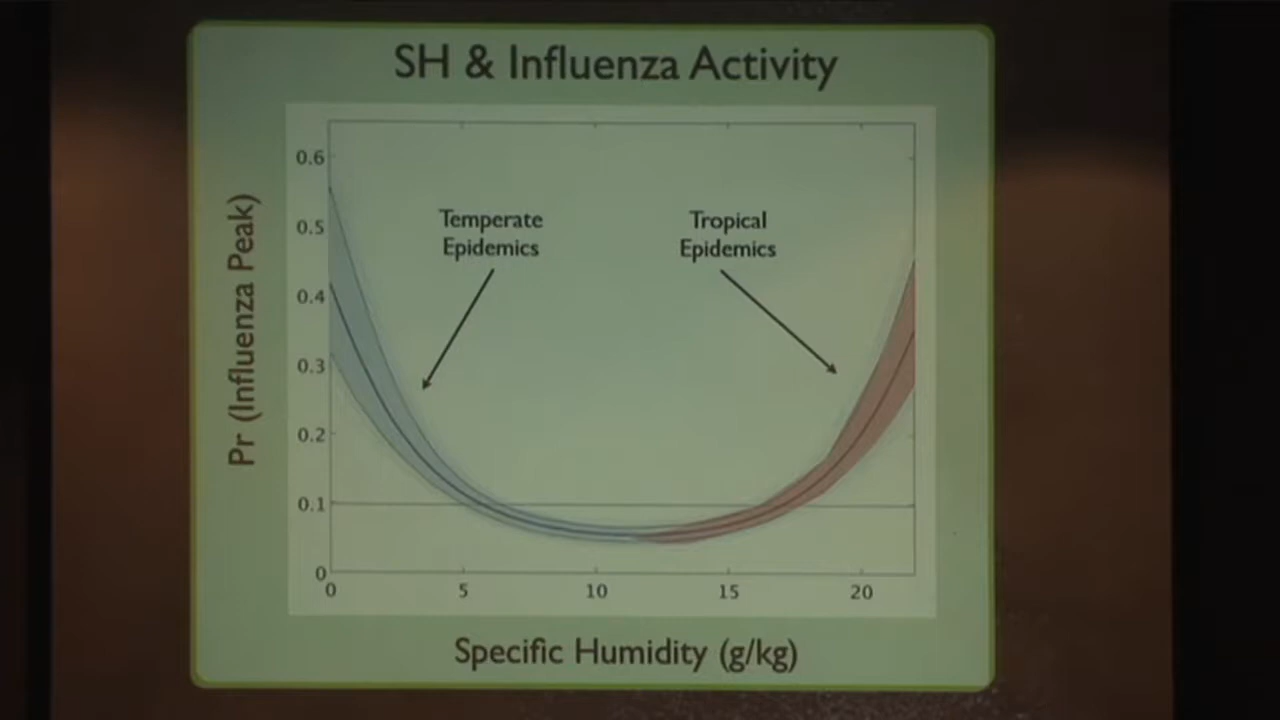 SH & Influenza Activity
Pr (Influenza Peak)
0.6
0.5
0.4
0.3
0.2
0.1
0
Temperate
Epidemics
Tropical
Epidemics
0
5
10
15
20
Specific Humidity (g/kg)